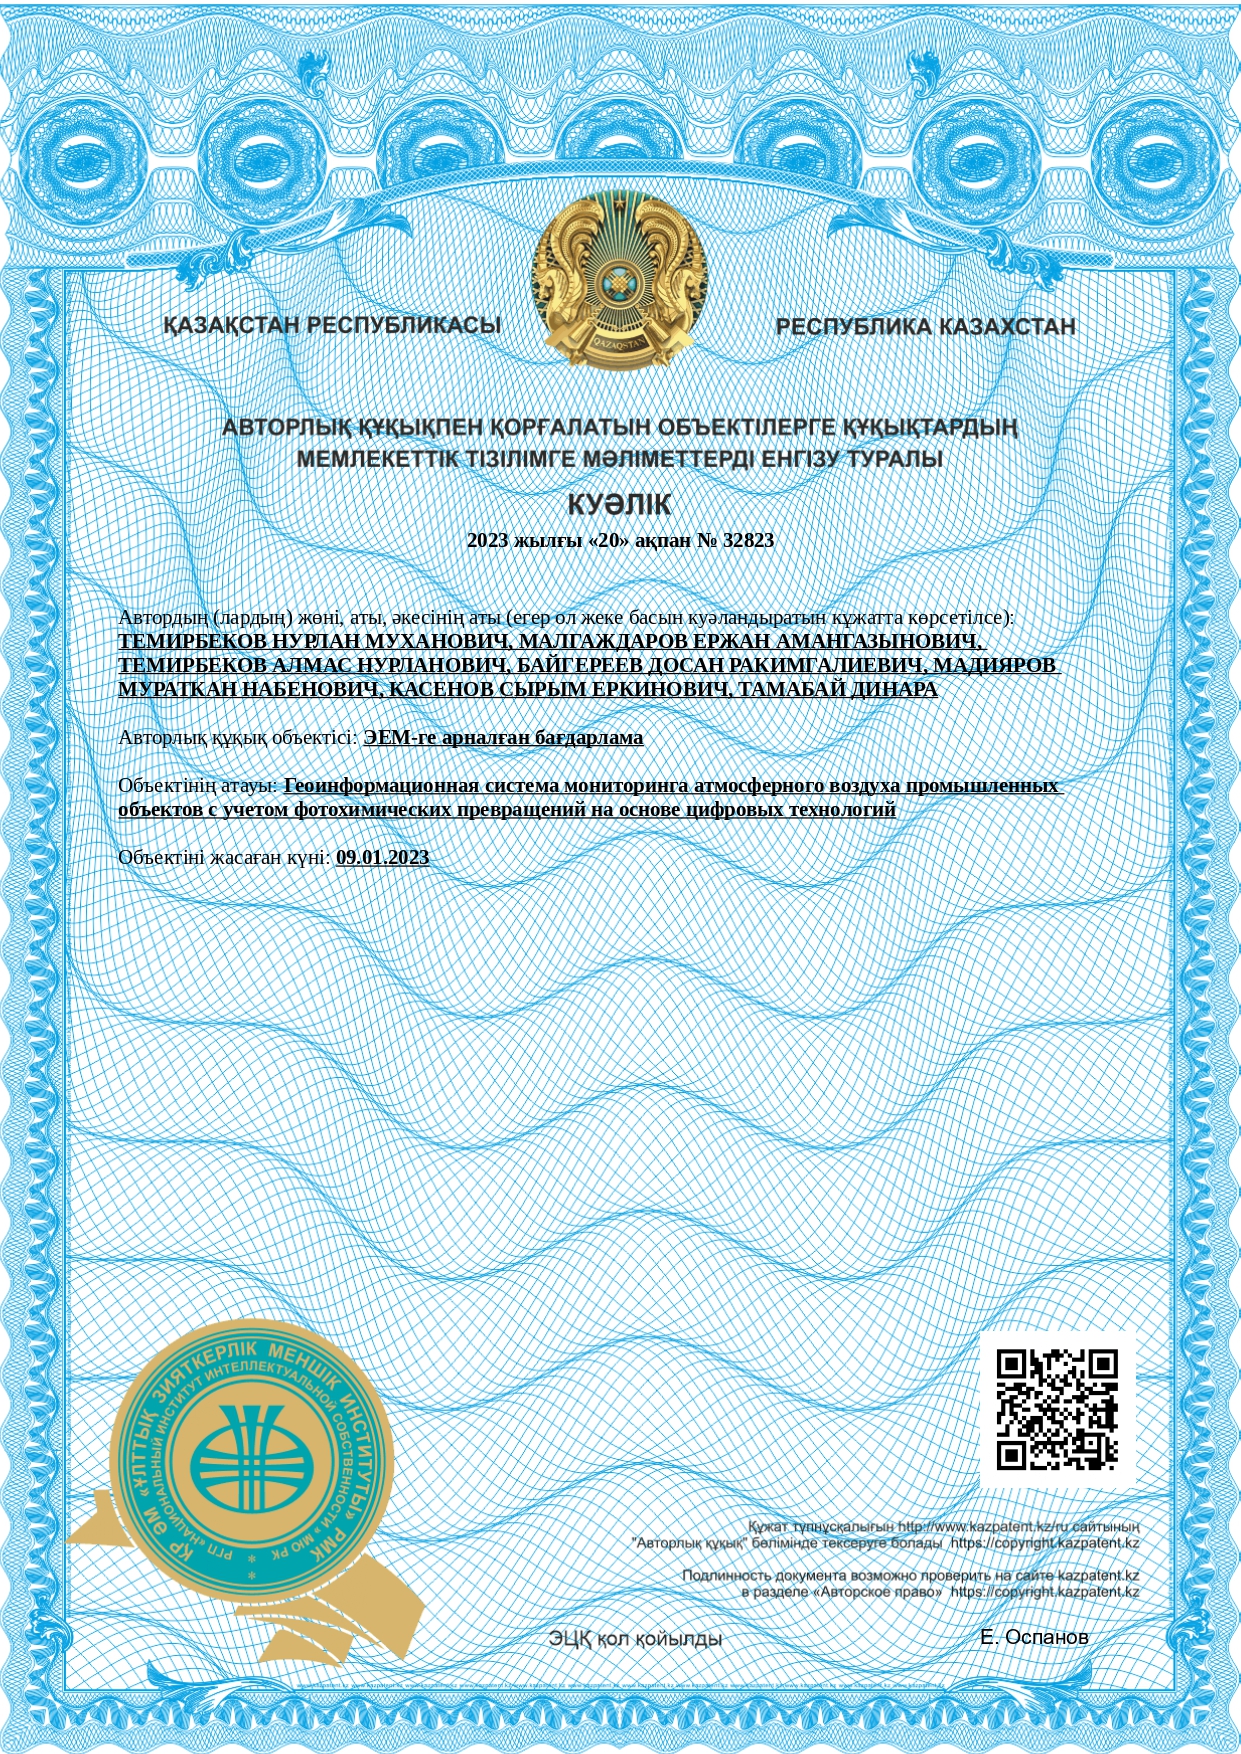 ҚАЗАҚСТАН РЕСПУБЛИКАСЫ
РЕСПУБЛИКА КАЗАХСТАН
QAZAQSTAN
АВТОРЛЫҚ ҚҰҚЫҚПЕН ҚОРҒАЛАТЫН ОБЪЕКТІЛЕРГЕ ҚҰҚЫҚТАРДЫҢ
МЕМЛЕКЕТТІК ТІЗІЛІМГЕ МӘЛІМЕТТЕРДІ ЕНГІЗУ ТУРАЛЫ
КУӘЛІК
2023 жылғы «20» ақпан № 32823
Автордың (лардың) жөні, аты, әкесінің аты (егер ол жеке басын куәландыратын құжатта көрсетілсе):
ТЕМИРБЕКОВ НУРЛАН МУХАНОВИЧ, МАЛГАЖДАРОВ ЕРЖАН АМАНГАЗЫНОВИЧ,
ТЕМИРБЕКОВ АЛМАС НУРЛАНОВИЧ, БАЙГЕРЕЕВ ДОСАН РАКИМГАЛИЕВИЧ, МАДИЯРОВ
МУРАТКАН НАБЕНОВИЧ, КАСЕНОВ СЫРЫМ ЕРКИНОВИЧ, ТАМАБАЙ ДИНАРА
Авторлық құқық объектісі: ЭЕМ-ге арналған бағдарлама
Объектінің атауы: Геоинформационная система мониторинга атмосферного воздуха промышленных
объектов с учетом фотохимических превращений на основе цифровых технологий
Объектіні жасаған күні: 09.01.2023
ҚР ӘМ «ҰЛТТЫҚ ЗИЯТКЕРЛІК МЕНШІК ИНСТИТУТЫ» РМК
РГП «НАЦИОНАЛЬНЫЙ ИНСТИТУТ ИНТЕЛЛЕКТУАЛЬНОЙ СОБСТВЕННОСТИ» МЮ РК
Құжат түпнұсқалығын http://www.kazpatent.kz/ru сайтының
"Авторлық құқық" бөлімінде тексеруге болады https://copyright.kazpatent.kz
Подлинность документа возможно проверить на сайте kazpatent.kz
в разделе «Авторское право» https://copyright.kazpatent.kz
ЭЦҚ қол қойылды
Е. Оспанов